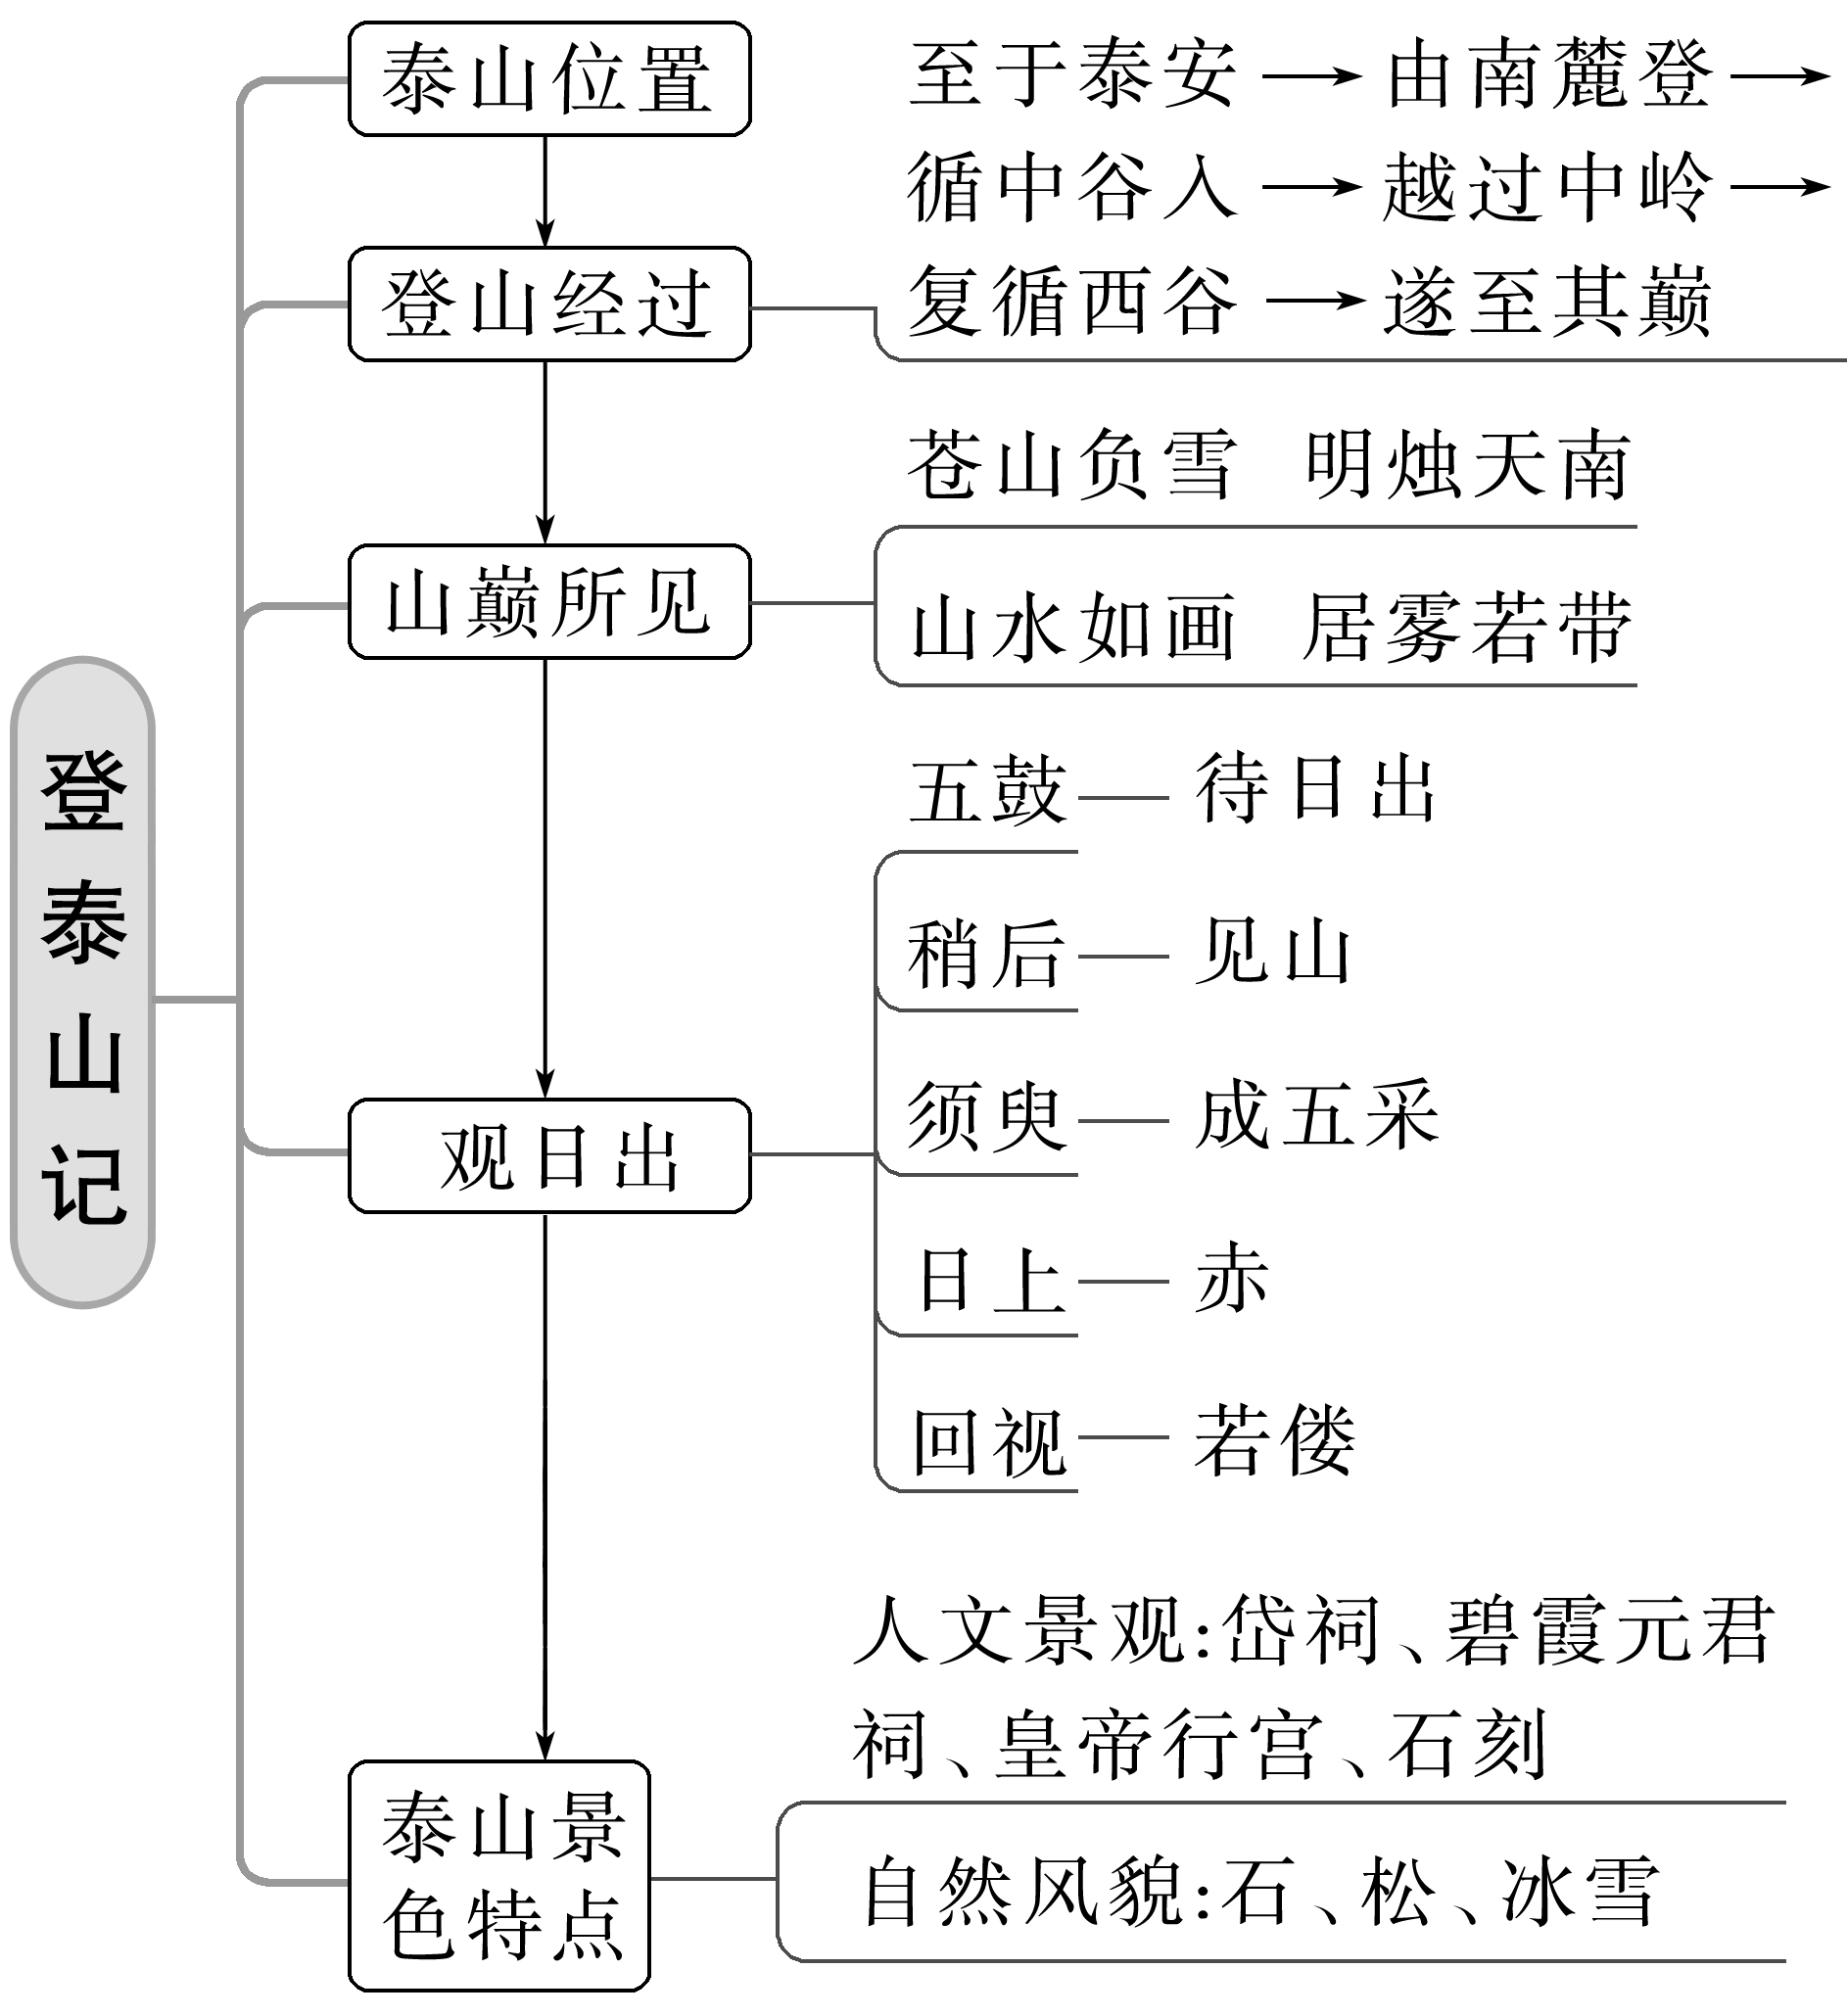 登泰山记
泰山位置
登山经过
至于泰安→由南麓登→
循中谷入→越过中岭→
复循西谷→遂至其巅
山巅所见
苍山负雪 明烛天南
山水如画 居雾若带
观日出
五鼓——待日出
稍后——见山
须臾——成五采
日上——赤
回视——若偻
泰山景
色特点
人文景观:岱祠、碧霞元君
祠、皇帝行宫、石刻
自然风貌:石、松、冰雪